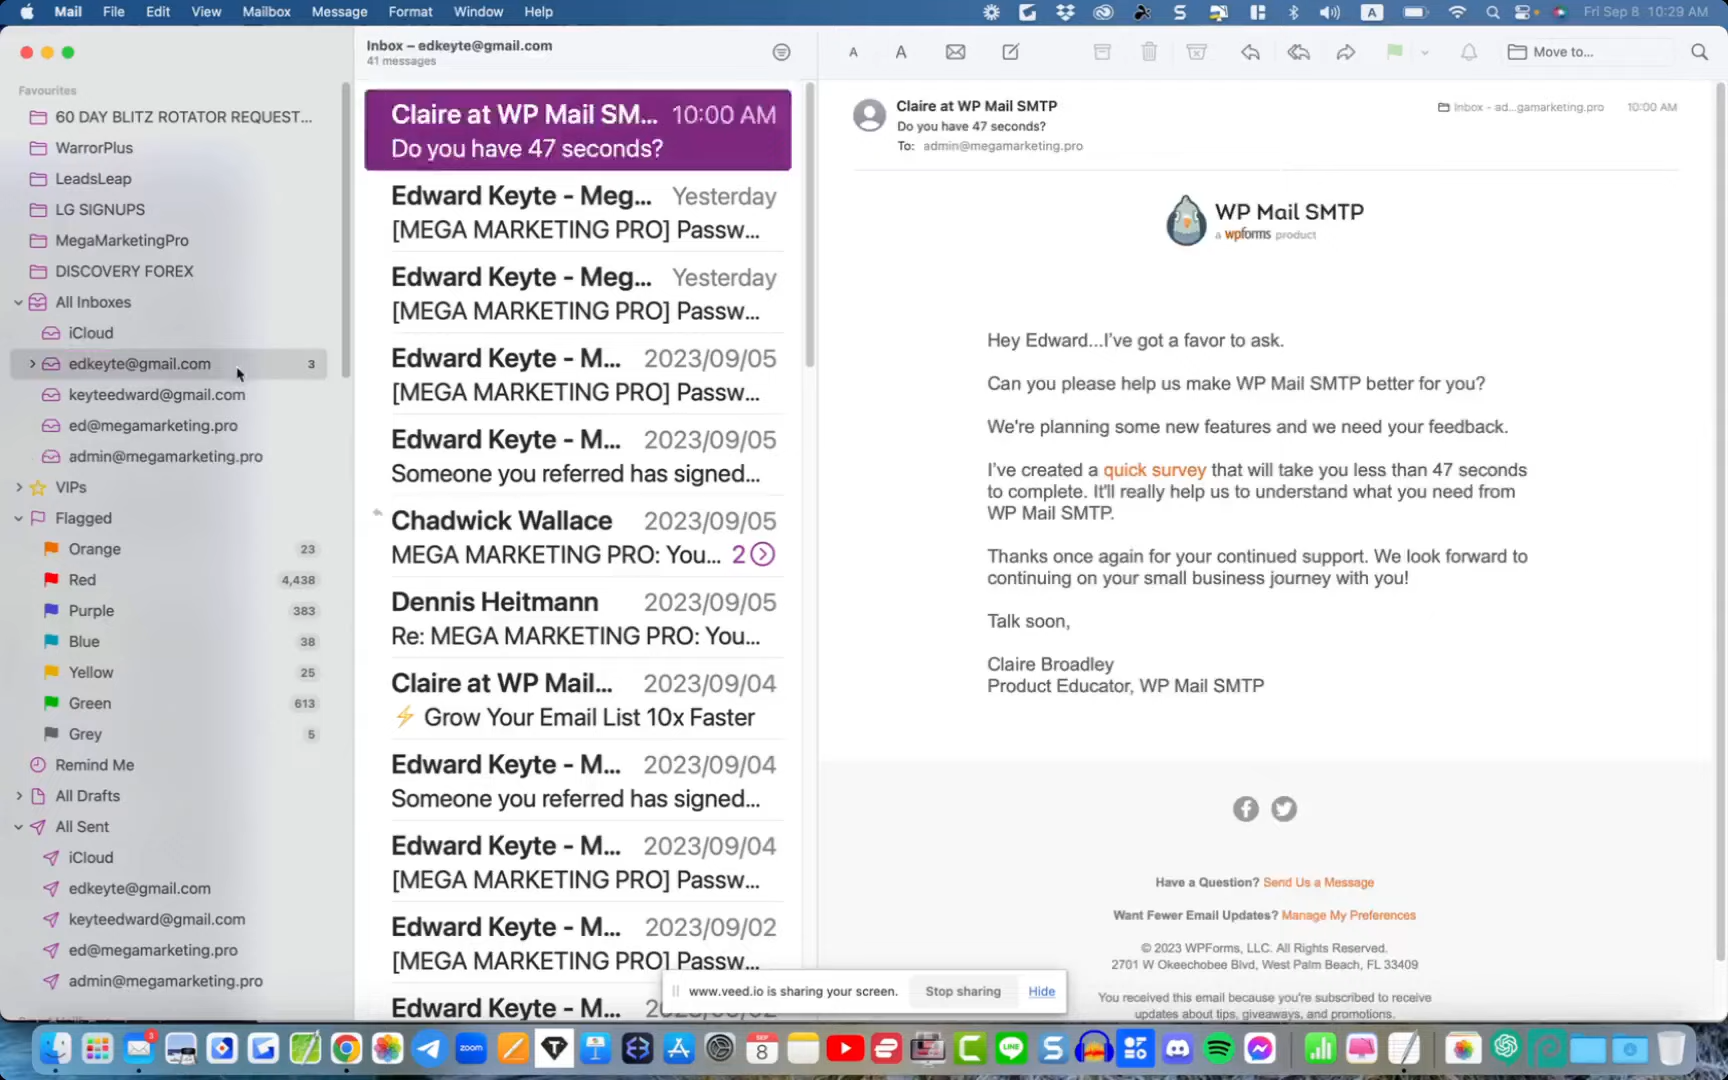 Mail File Edit View Mailbox Message Format Window Help
A
Fri Sep 8 10:29 AM
Favourites
60 DAY BLITZ ROTATOR REQUEST...
WarrorPlus
LeadsLeap
LG SIGNUPS
MegaMarketingPro
DISCOVERY FOREX
All Inboxes
iCloud
edkeyte@gmail.com 3
keyteedward@gmail.com
ed@megamarketing.pro
admin@megamarketing.pro
VIPs
Flagged
Orange 23
Red 4,438
Purple 383
Blue 38
Yellow 25
Green 613
Grey 5
Remind Me
All Drafts
All Sent
iCloud
edkeyte@gmail.com
keyteedward@gmail.com
ed@megamarketing.pro
admin@megamarketing.pro
Inbox – edkeyte@gmail.com
41 messages
Claire at WP Mail SM... 10:00 AM
Do you have 47 seconds?
Edward Keyte - Meg... Yesterday
[MEGA MARKETING PRO] Passw...
Edward Keyte - Meg... Yesterday
[MEGA MARKETING PRO] Passw...
Edward Keyte - M... 2023/09/05
[MEGA MARKETING PRO] Passw...
Edward Keyte - M... 2023/09/05
Someone you referred has signed...
Chadwick Wallace 2023/09/05
MEGA MARKETING PRO: You... 2
Dennis Heitmann 2023/09/05
Re: MEGA MARKETING PRO: You...
Claire at WP Mail... 2023/09/04
⚡ Grow Your Email List 10x Faster
Edward Keyte - M... 2023/09/04
Someone you referred has signed...
Edward Keyte - M... 2023/09/04
[MEGA MARKETING PRO] Passw...
Edward Keyte - M... 2023/09/02
[MEGA MARKETING PRO] Passw...
Edward Keyte - M...
A A
Move to...
Claire at WP Mail SMTP
Inbox - ad...gamarketing.pro 10:00 AM
Do you have 47 seconds?
To: admin@megamarketing.pro
WP Mail SMTP
a wpforms product
Hey Edward...I've got a favor to ask.
Can you please help us make WP Mail SMTP better for you?
We're planning some new features and we need your feedback.
I've created a quick survey that will take you less than 47 seconds
to complete. It'll really help us to understand what you need from
WP Mail SMTP.
Thanks once again for your continued support. We look forward to
continuing on your small business journey with you!
Talk soon,
Claire Broadley
Product Educator, WP Mail SMTP
Have a Question? Send Us a Message
Want Fewer Email Updates? Manage My Preferences
© 2023 WPForms, LLC. All Rights Reserved.
2701 W Okeechobee Blvd, West Palm Beach, FL 33409
You received this email because you're subscribed to receive
updates about tips, giveaways, and promotions.
www.veed.io is sharing your screen. Stop sharing Hide
3
zoom
SEP
8
LINE